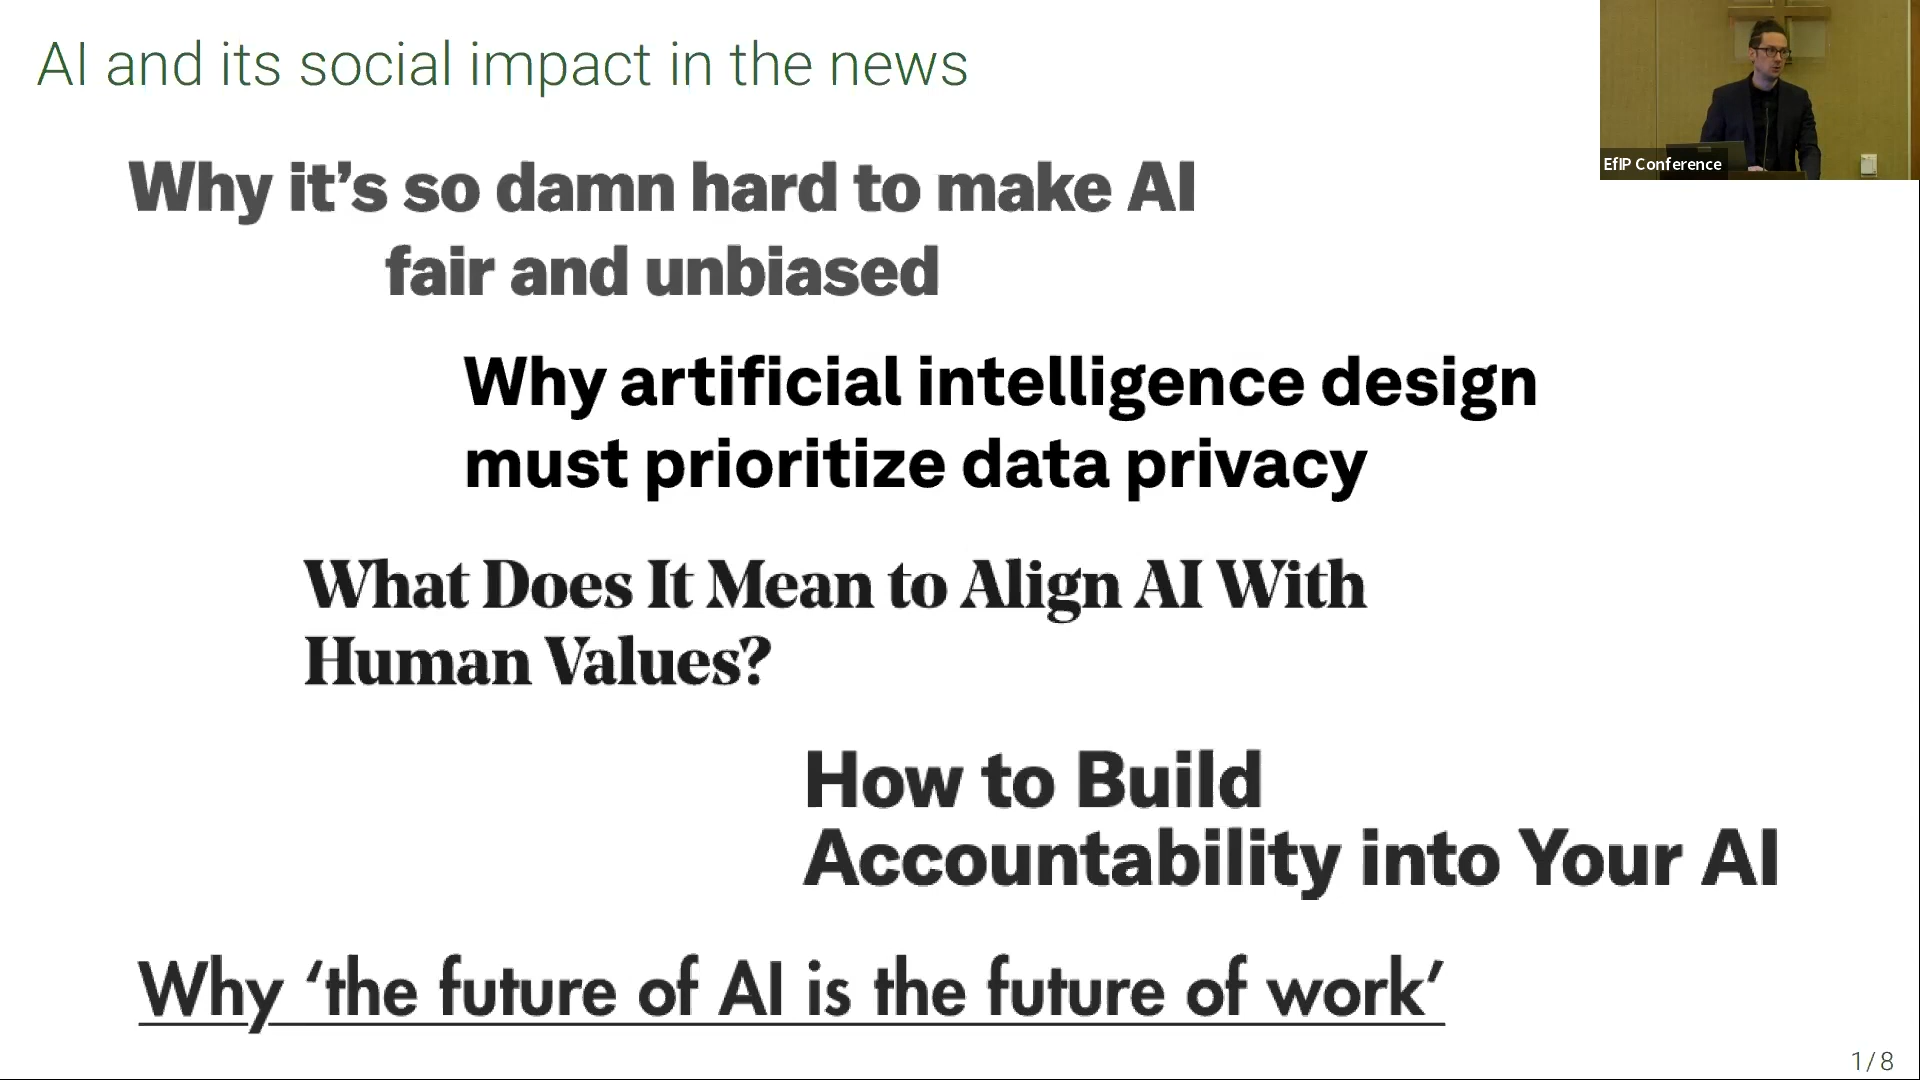 AI and its social impact in the news
EfIP Conference
Why it’s so damn hard to make AI
fair and unbiased
Why artificial intelligence design
must prioritize data privacy
What Does It Mean to Align AI With
Human Values?
How to Build
Accountability into Your AI
Why ‘the future of AI is the future of work’
1/8